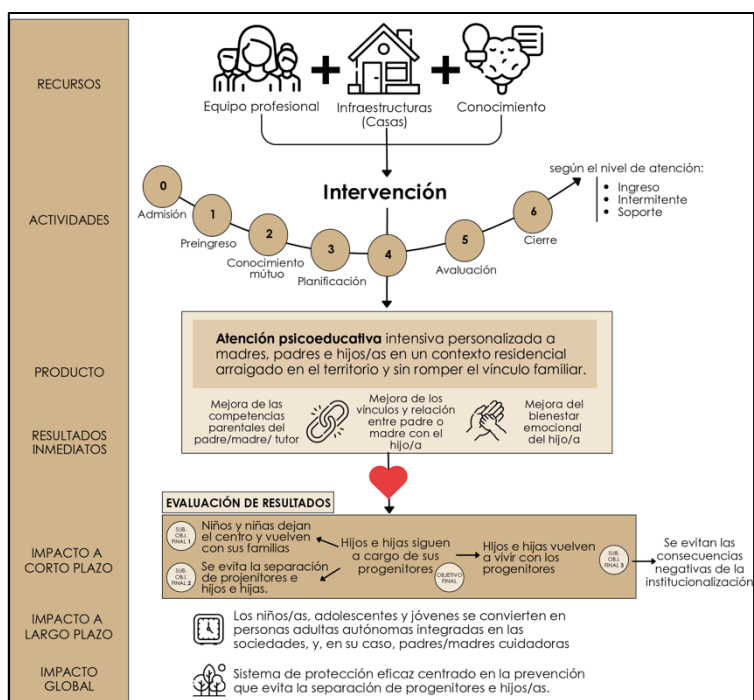 RECURSOS
Equipo profesional
Infraestructuras
(Casas)
Conocimiento
ACTIVIDADES
Intervención
según el nivel de atención:
• Ingreso
• Intermitente
• Soporte
0
Admisión
1
Preingreso
2
Conocimiento
mútuo
3
Planificación
4
5
Avaluación
6
Cierre
PRODUCTO
Atención psicoeducativa intensiva personalizada a
madres, padres e hijos/as en un contexto residencial
arraigado en el territorio y sin romper el vínculo familiar.
RESULTADOS
INMEDIATOS
Mejora de las
competencias
parentales del
padre/madre/ tutor
Mejora de los
vínculos y relación
entre padre o
madre con el
hijo/a
Mejora del
bienestar
emocional
del hijo/a
EVALUACIÓN DE RESULTADOS
IMPACTO A
CORTO PLAZO
SUB.
OBJ.
FINAL 1
Niños y niñas dejan
el centro y vuelven
con sus familias
SUB.
OBJ.
FINAL 2
Se evita la separación
de projenitores e
hijos e hijas.
Hijos e hijas siguen
a cargo de sus
progenitores
OBJETIVO
FINAL
Hijos e hijas vuelven
a vivir con los
progenitores
SUB.
OBJ.
FINAL 3
Se evitan las
consecuencias
negativas de la
institucionalización
IMPACTO A
LARGO PLAZO
Los niños/as, adolescentes y jóvenes se convierten en
personas adultas autónomas integradas en las
sociedades, y, en su caso, padres/madres cuidadoras
IMPACTO
GLOBAL
Sistema de protección eficaz centrado en la prevención
que evita la separación de progenitores e hijos/as.